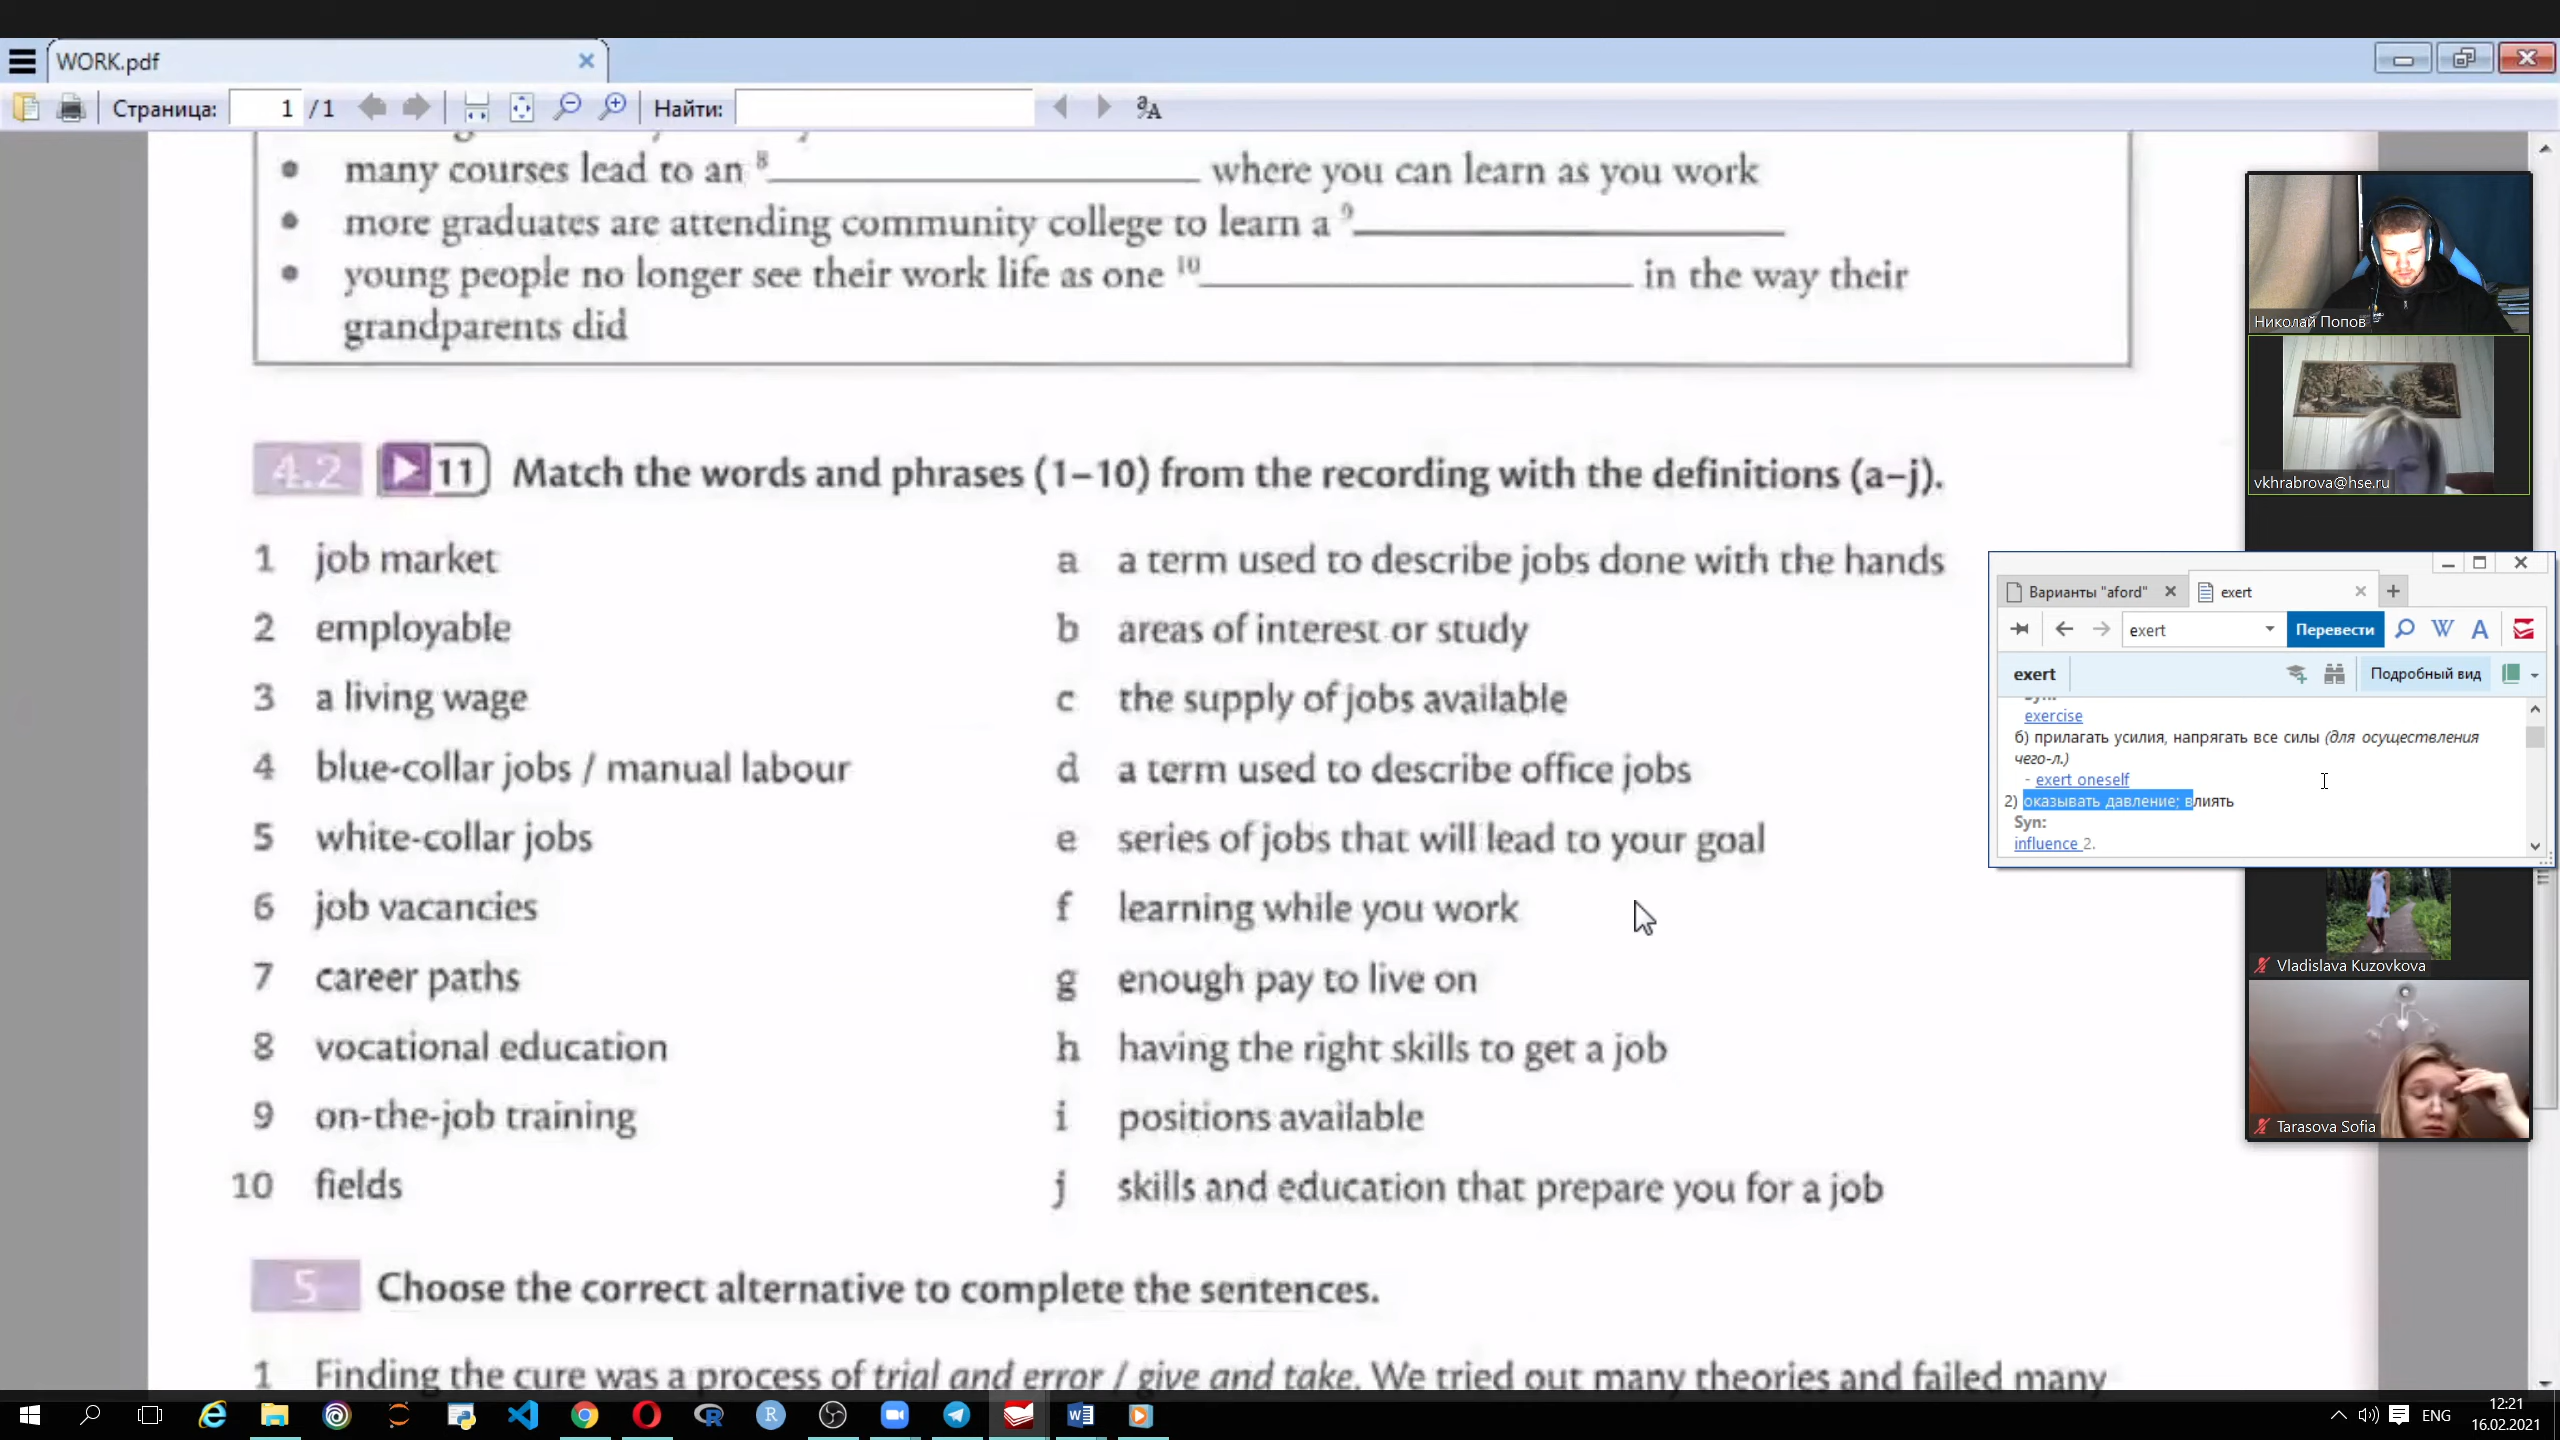 WORK.pdf
Страница: 1 / 1 Найти:
• many courses lead to an 8 where you can learn as you work
• more graduates are attending community college to learn a 9
• young people no longer see their work life as one 10 in the way their
grandparents did
4.2 11 Match the words and phrases (1–10) from the recording with the definitions (a–j).
1 job market
2 employable
3 a living wage
4 blue-collar jobs / manual labour
5 white-collar jobs
6 job vacancies
7 career paths
8 vocational education
9 on-the-job training
10 fields
a a term used to describe jobs done with the hands
b areas of interest or study
c the supply of jobs available
d a term used to describe office jobs
e series of jobs that will lead to your goal
f learning while you work
g enough pay to live on
h having the right skills to get a job
i positions available
j skills and education that prepare you for a job
5 Choose the correct alternative to complete the sentences.
1 Finding the cure was a process of trial and error / give and take. We tried out many theories and failed many
Николай Попов
vkhrabrova@hse.ru
Варианты "aford" exert
exert Перевести
exert Подробный вид
Syn:
exercise
б) прилагать усилия, напрягать все силы (для осуществления
чего-л.)
- exert oneself
2) оказывать давление; влиять
Syn:
influence 2.
Vladislava Kuzovkova
Tarasova Sofia
ENG
12:21
16.02.2021